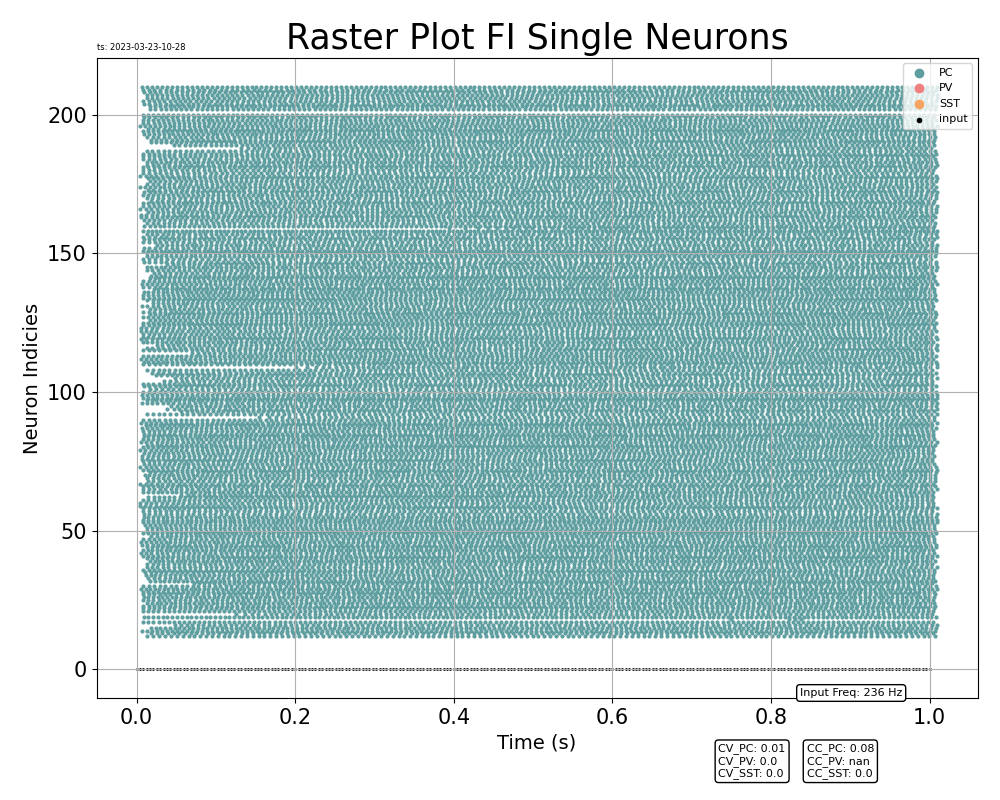 Raster Plot FI Single Neurons
ts: 2023-03-23-10-28
PC
PV
SST
input
200
150
100
50
0
Neuron Indicies
0.0 0.2 0.4 0.6 0.8 1.0
Time (s)
Input Freq: 236 Hz
CV_PC: 0.01
CV_PV: 0.0
CV_SST: 0.0
CC_PC: 0.08
CC_PV: nan
CC_SST: 0.0